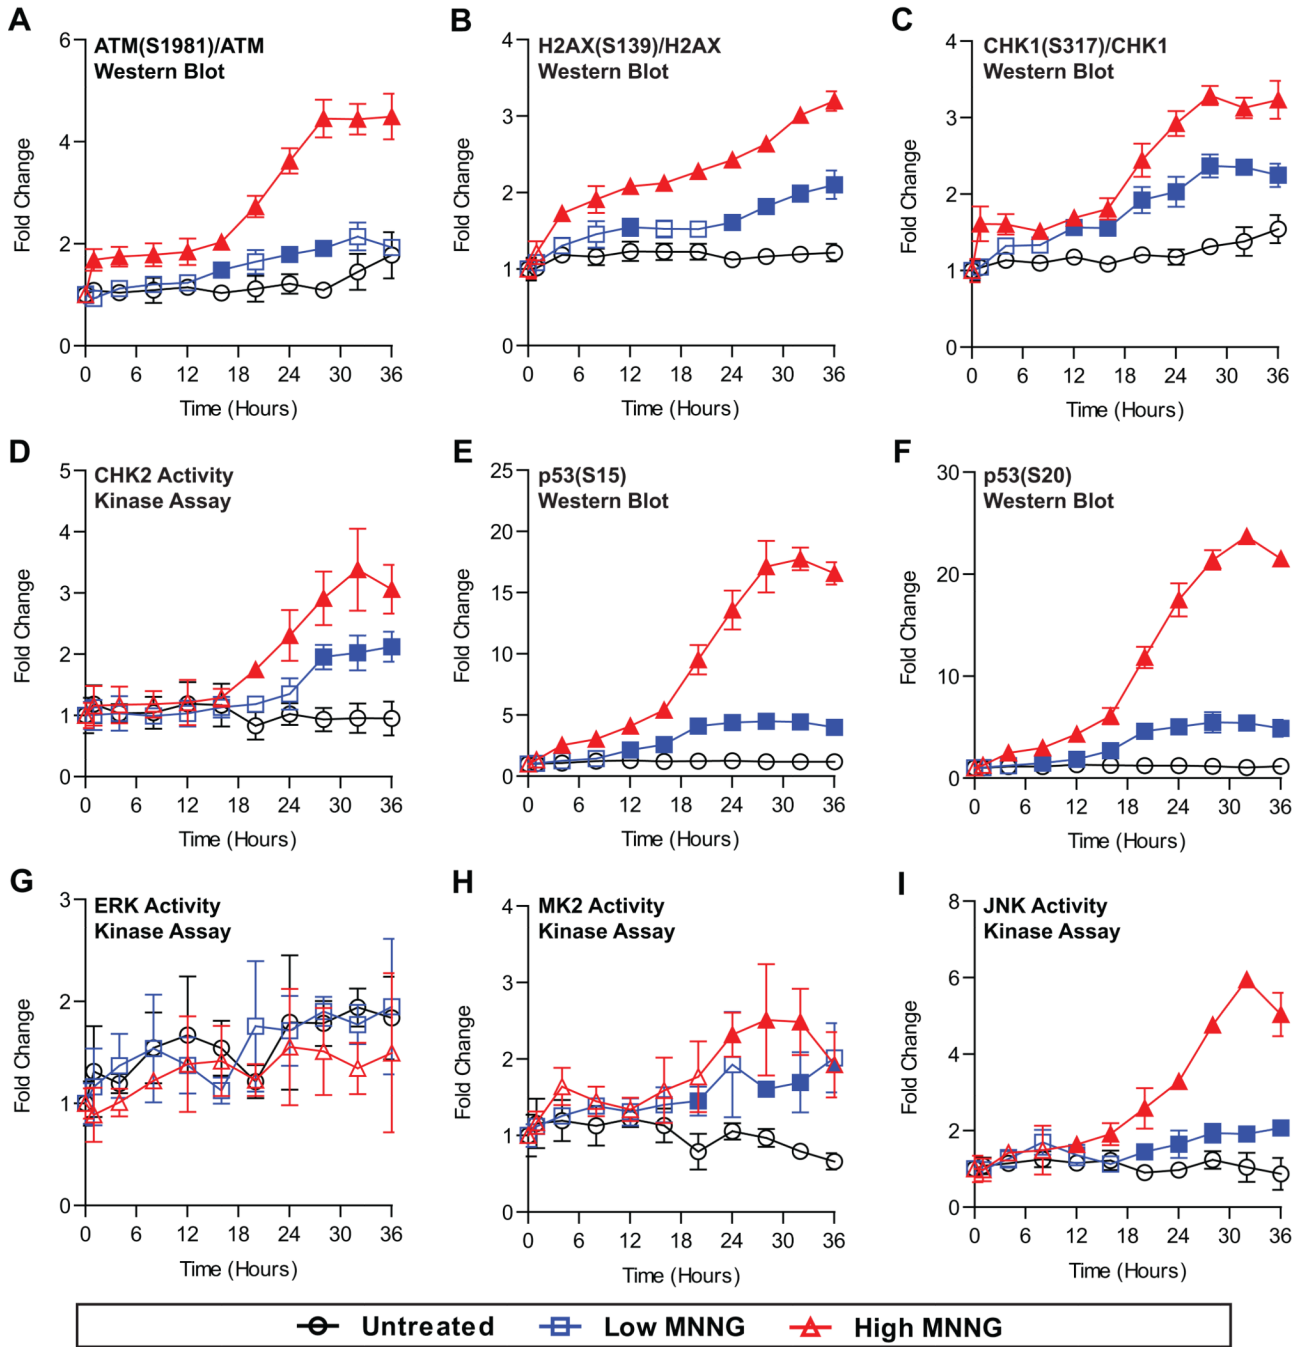 A
ATM(S1981)/ATM
Western Blot
Fold Change
6
4
2
0
0 6 12 18 24 30 36
Time (Hours)
B
H2AX(S139)/H2AX
Western Blot
Fold Change
4
3
2
1
0
0 6 12 18 24 30 36
Time (Hours)
C
CHK1(S317)/CHK1
Western Blot
Fold Change
4
3
2
1
0
0 6 12 18 24 30 36
Time (Hours)
D
CHK2 Activity
Kinase Assay
Fold Change
5
4
3
2
1
0
0 6 12 18 24 30 36
Time (Hours)
E
p53(S15)
Western Blot
Fold Change
25
20
15
10
5
0
0 6 12 18 24 30 36
Time (Hours)
F
p53(S20)
Western Blot
Fold Change
30
20
10
0
0 6 12 18 24 30 36
Time (Hours)
G
ERK Activity
Kinase Assay
Fold Change
3
2
1
0
0 6 12 18 24 30 36
Time (Hours)
H
MK2 Activity
Kinase Assay
Fold Change
4
3
2
1
0
0 6 12 18 24 30 36
Time (Hours)
I
JNK Activity
Kinase Assay
Fold Change
8
6
4
2
0
0 6 12 18 24 30 36
Time (Hours)
Untreated Low MNNG High MNNG